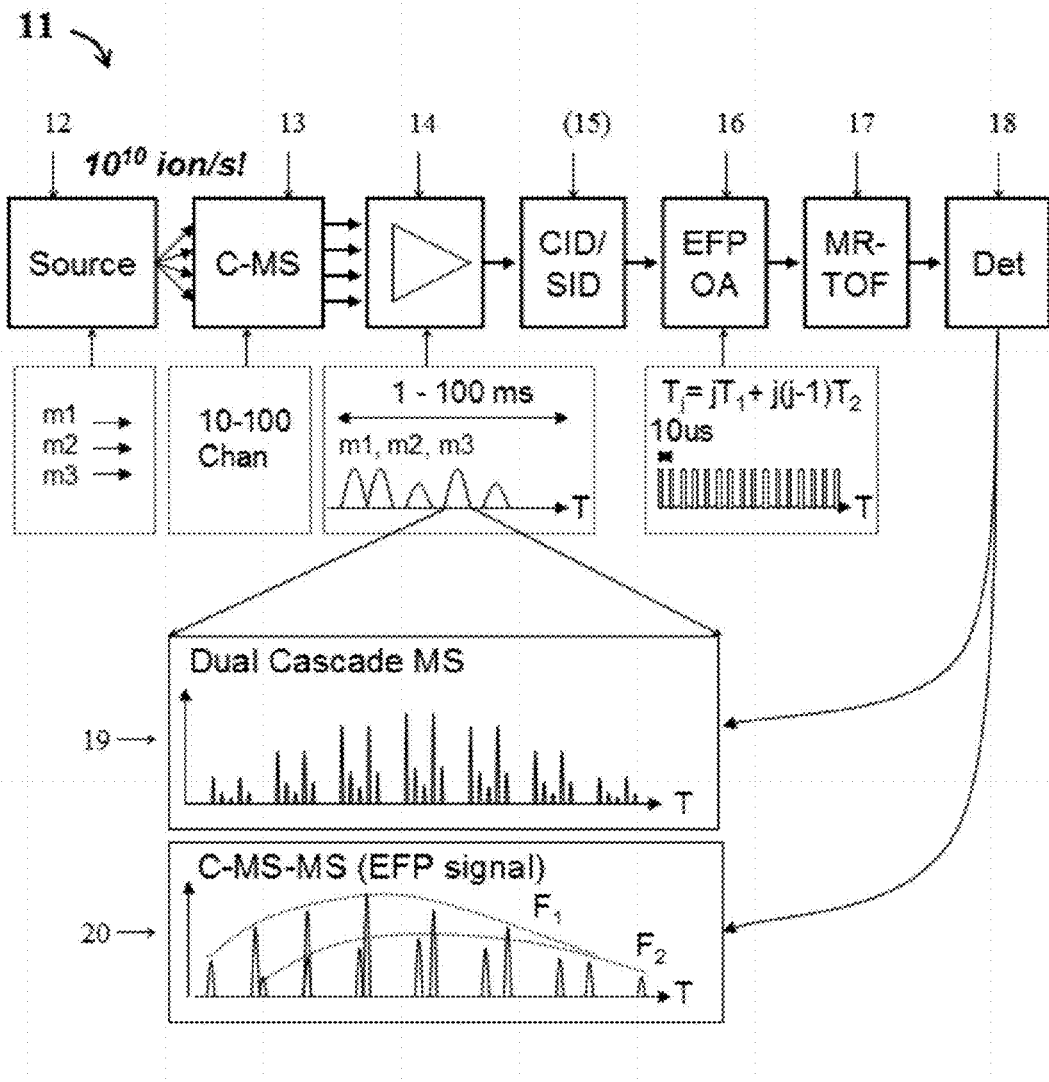 11
12 13 14 (15) 16 17 18
10¹⁰ ion/s!
Source
C-MS
CID/
SID
EFP
OA
MR-
TOF
Det
m1
m2
m3
10-100
Chan
1 - 100 ms
m1, m2, m3
T
Tⱼ= jT₁+ j(j-1)T₂
10us
T
Dual Cascade MS
19
T
C-MS-MS (EFP signal)
F₁
20
F₂
T